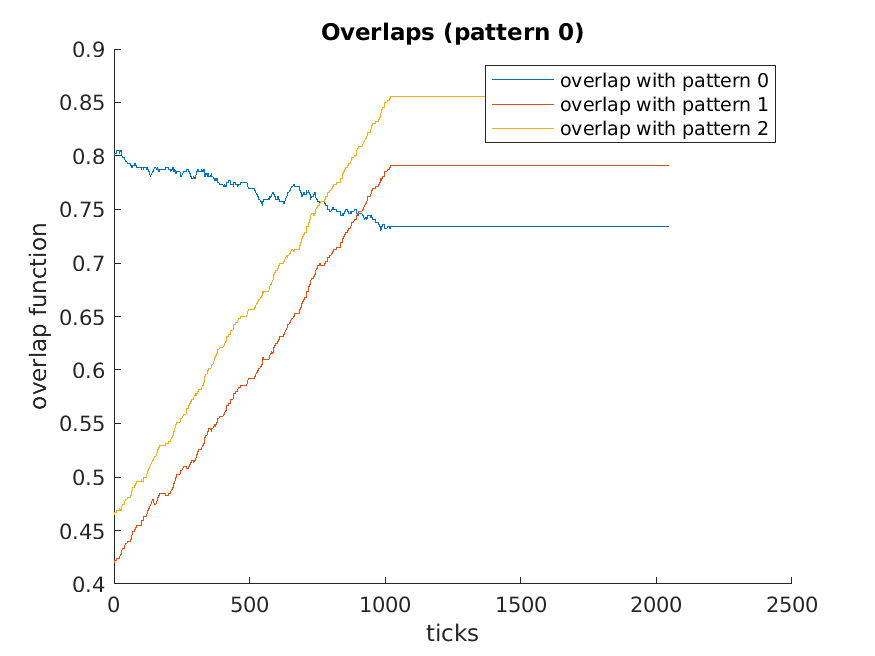 Overlaps (pattern 0)
overlap with pattern 0
overlap with pattern 1
overlap with pattern 2
overlap function
0.9
0.85
0.8
0.75
0.7
0.65
0.6
0.55
0.5
0.45
0.4
0 500 1000 1500 2000 2500
ticks